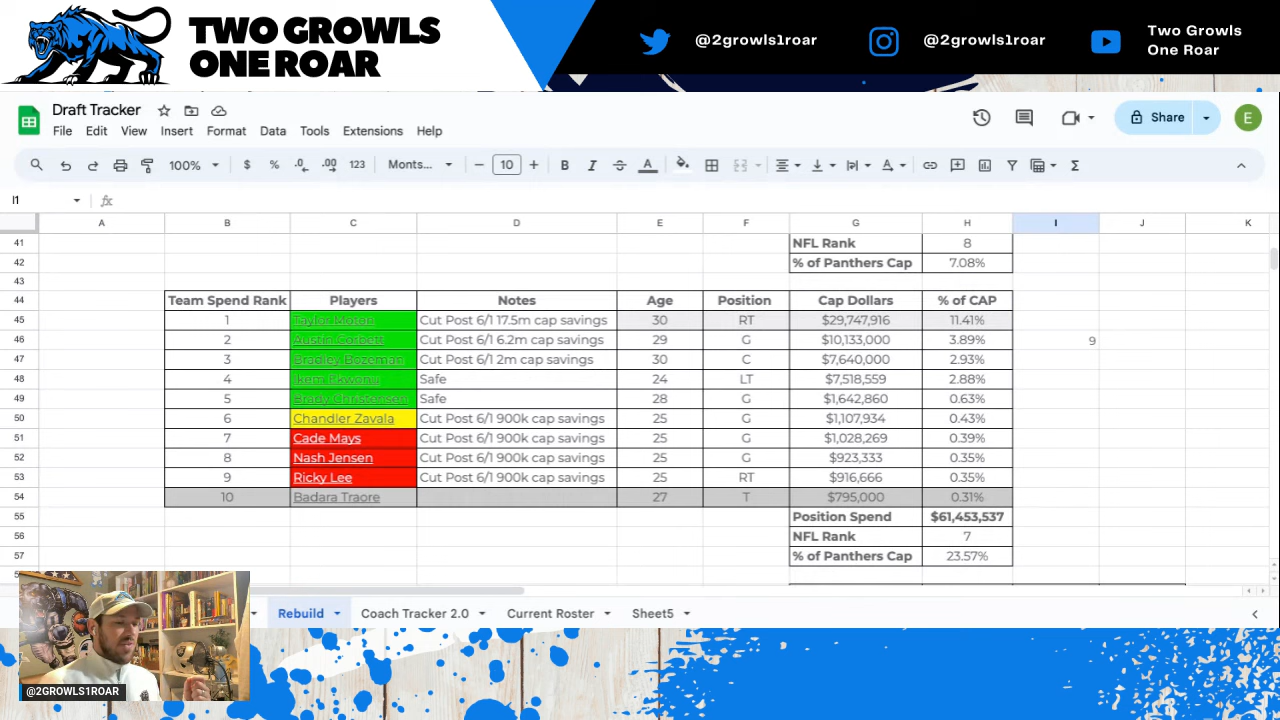 TWO GROWLS
ONE ROAR
@2growls1roar
@2growls1roar
Two Growls
One Roar
Draft Tracker
File Edit View Insert Format Data Tools Extensions Help
Share
E
100% $ % .0 .00 123 Monts... 10 B I A Σ
I1 fx
A B C D E F G H I J K
41 NFL Rank 8
42 % of Panthers Cap 7.08%
43
44 Team Spend Rank Players Notes Age Position Cap Dollars % of CAP
45 1 Taylor Moton Cut Post 6/1 17.5m cap savings 30 RT $29,747,916 11.41%
46 2 Austin Corbett Cut Post 6/1 6.2m cap savings 29 G $10,133,000 3.89% 9
47 3 Bradley Bozeman Cut Post 6/1 2m cap savings 30 C $7,640,000 2.93%
48 4 Ikem Ekwonu Safe 24 LT $7,518,559 2.88%
49 5 Brady Christensen Safe 28 G $1,642,860 0.63%
50 6 Chandler Zavala Cut Post 6/1 900k cap savings 25 G $1,107,934 0.43%
51 7 Cade Mays Cut Post 6/1 900k cap savings 25 G $1,028,269 0.39%
52 8 Nash Jensen Cut Post 6/1 900k cap savings 25 G $923,333 0.35%
53 9 Ricky Lee Cut Post 6/1 900k cap savings 25 RT $916,666 0.35%
54 10 Badara Traore 27 T $795,000 0.31%
55 Position Spend $61,453,537
56 NFL Rank 7
57 % of Panthers Cap 23.57%
Rebuild Coach Tracker 2.0 Current Roster Sheet5
@2GROWLS1ROAR